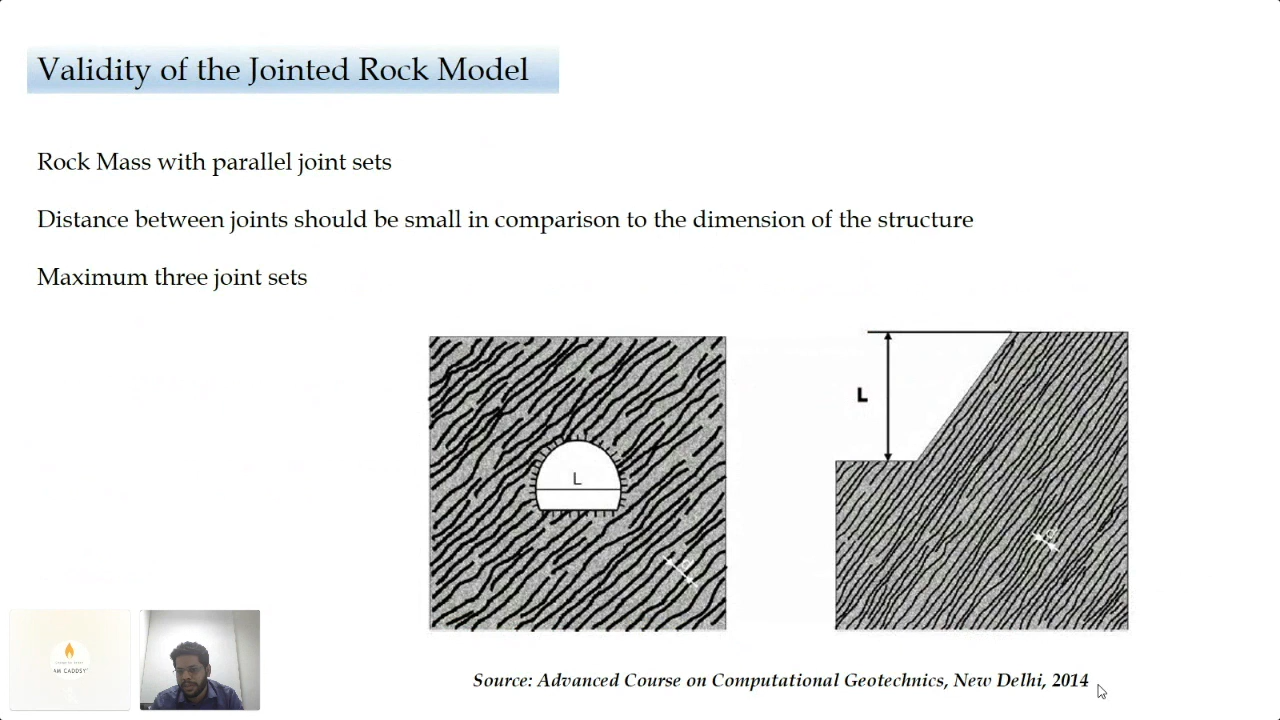 Validity of the Jointed Rock Model
Rock Mass with parallel joint sets
Distance between joints should be small in comparison to the dimension of the structure
Maximum three joint sets
L
L
AM CADDSY
Source: Advanced Course on Computational Geotechnics, New Delhi, 2014